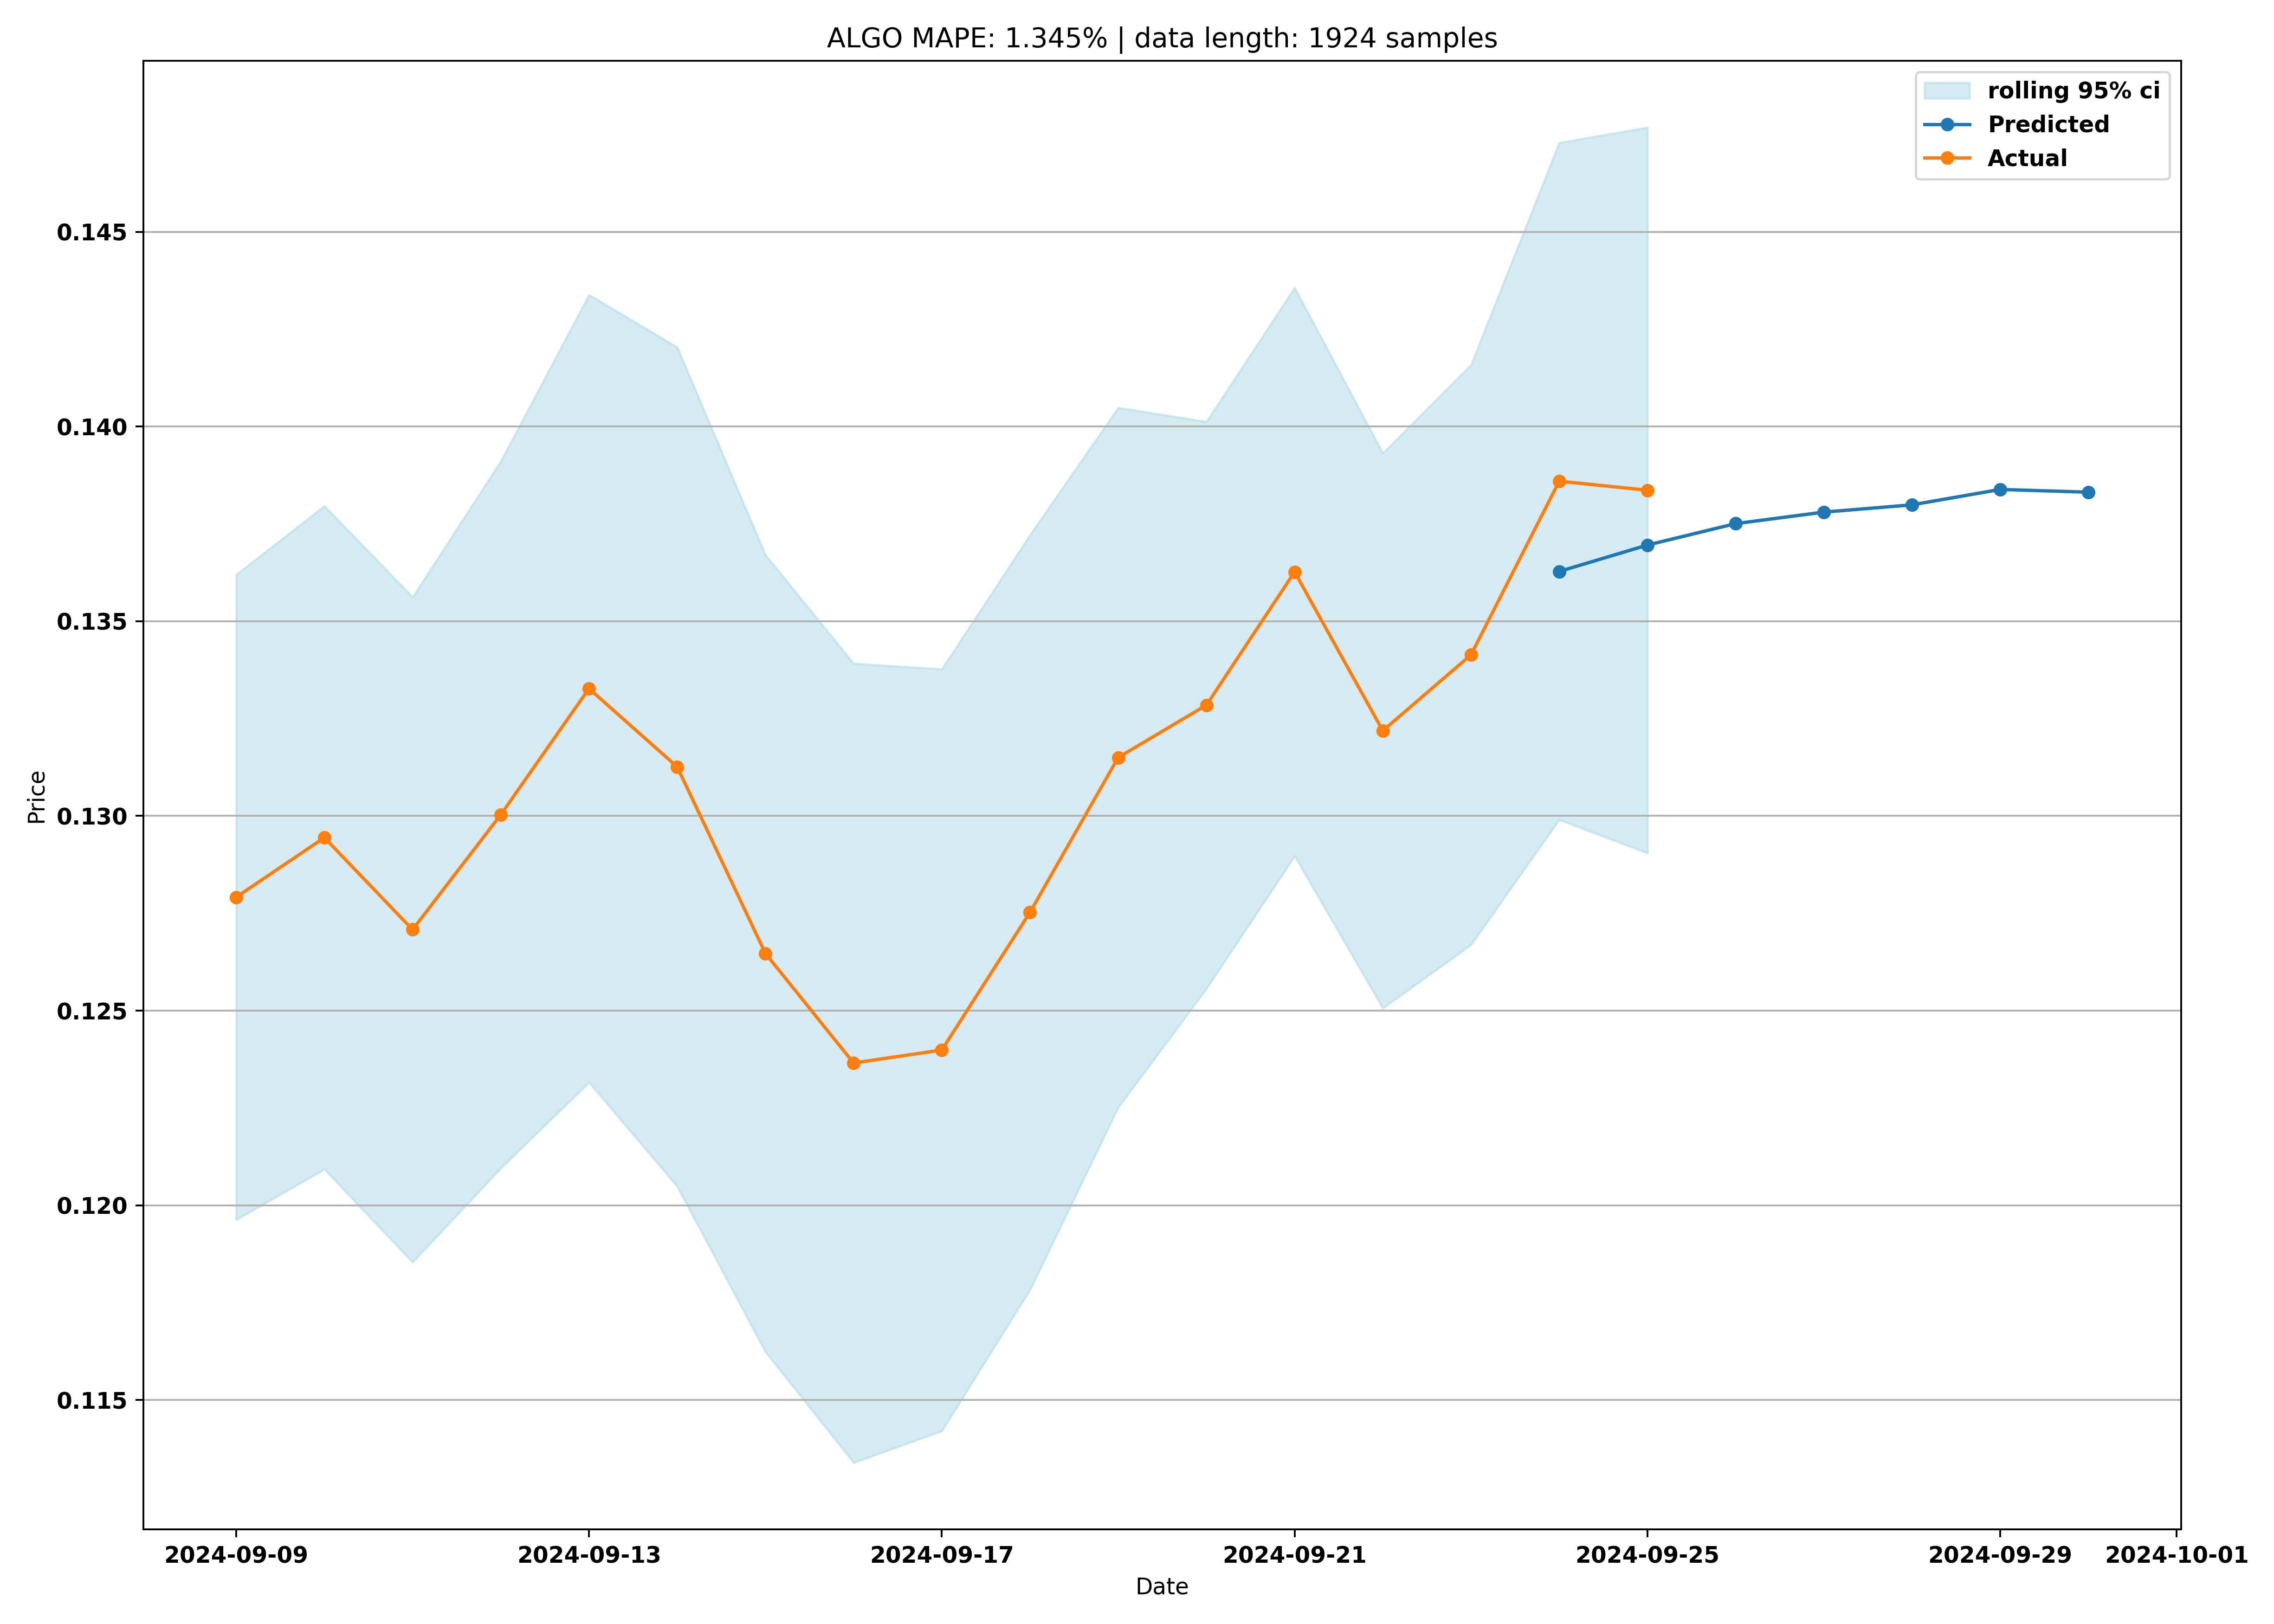 ALGO MAPE: 1.345% | data length: 1924 samples
rolling 95% ci
Predicted
Actual
0.145
0.140
0.135
0.130
0.125
0.120
0.115
Price
2024-09-09 2024-09-13 2024-09-17 2024-09-21 2024-09-25 2024-09-29 2024-10-01
Date